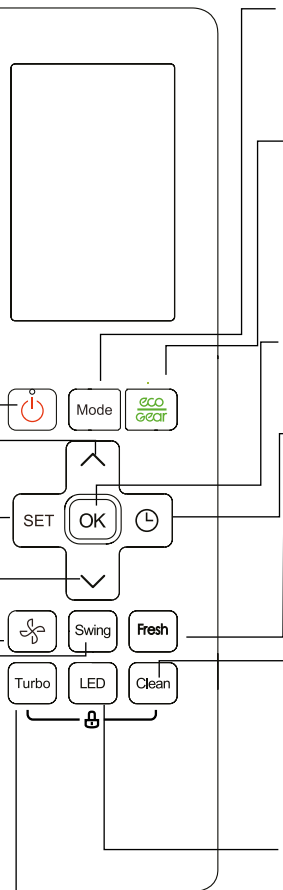 Mode
eco
Gear
SET
OK
Swing
Fresh
Turbo
LED
Clean